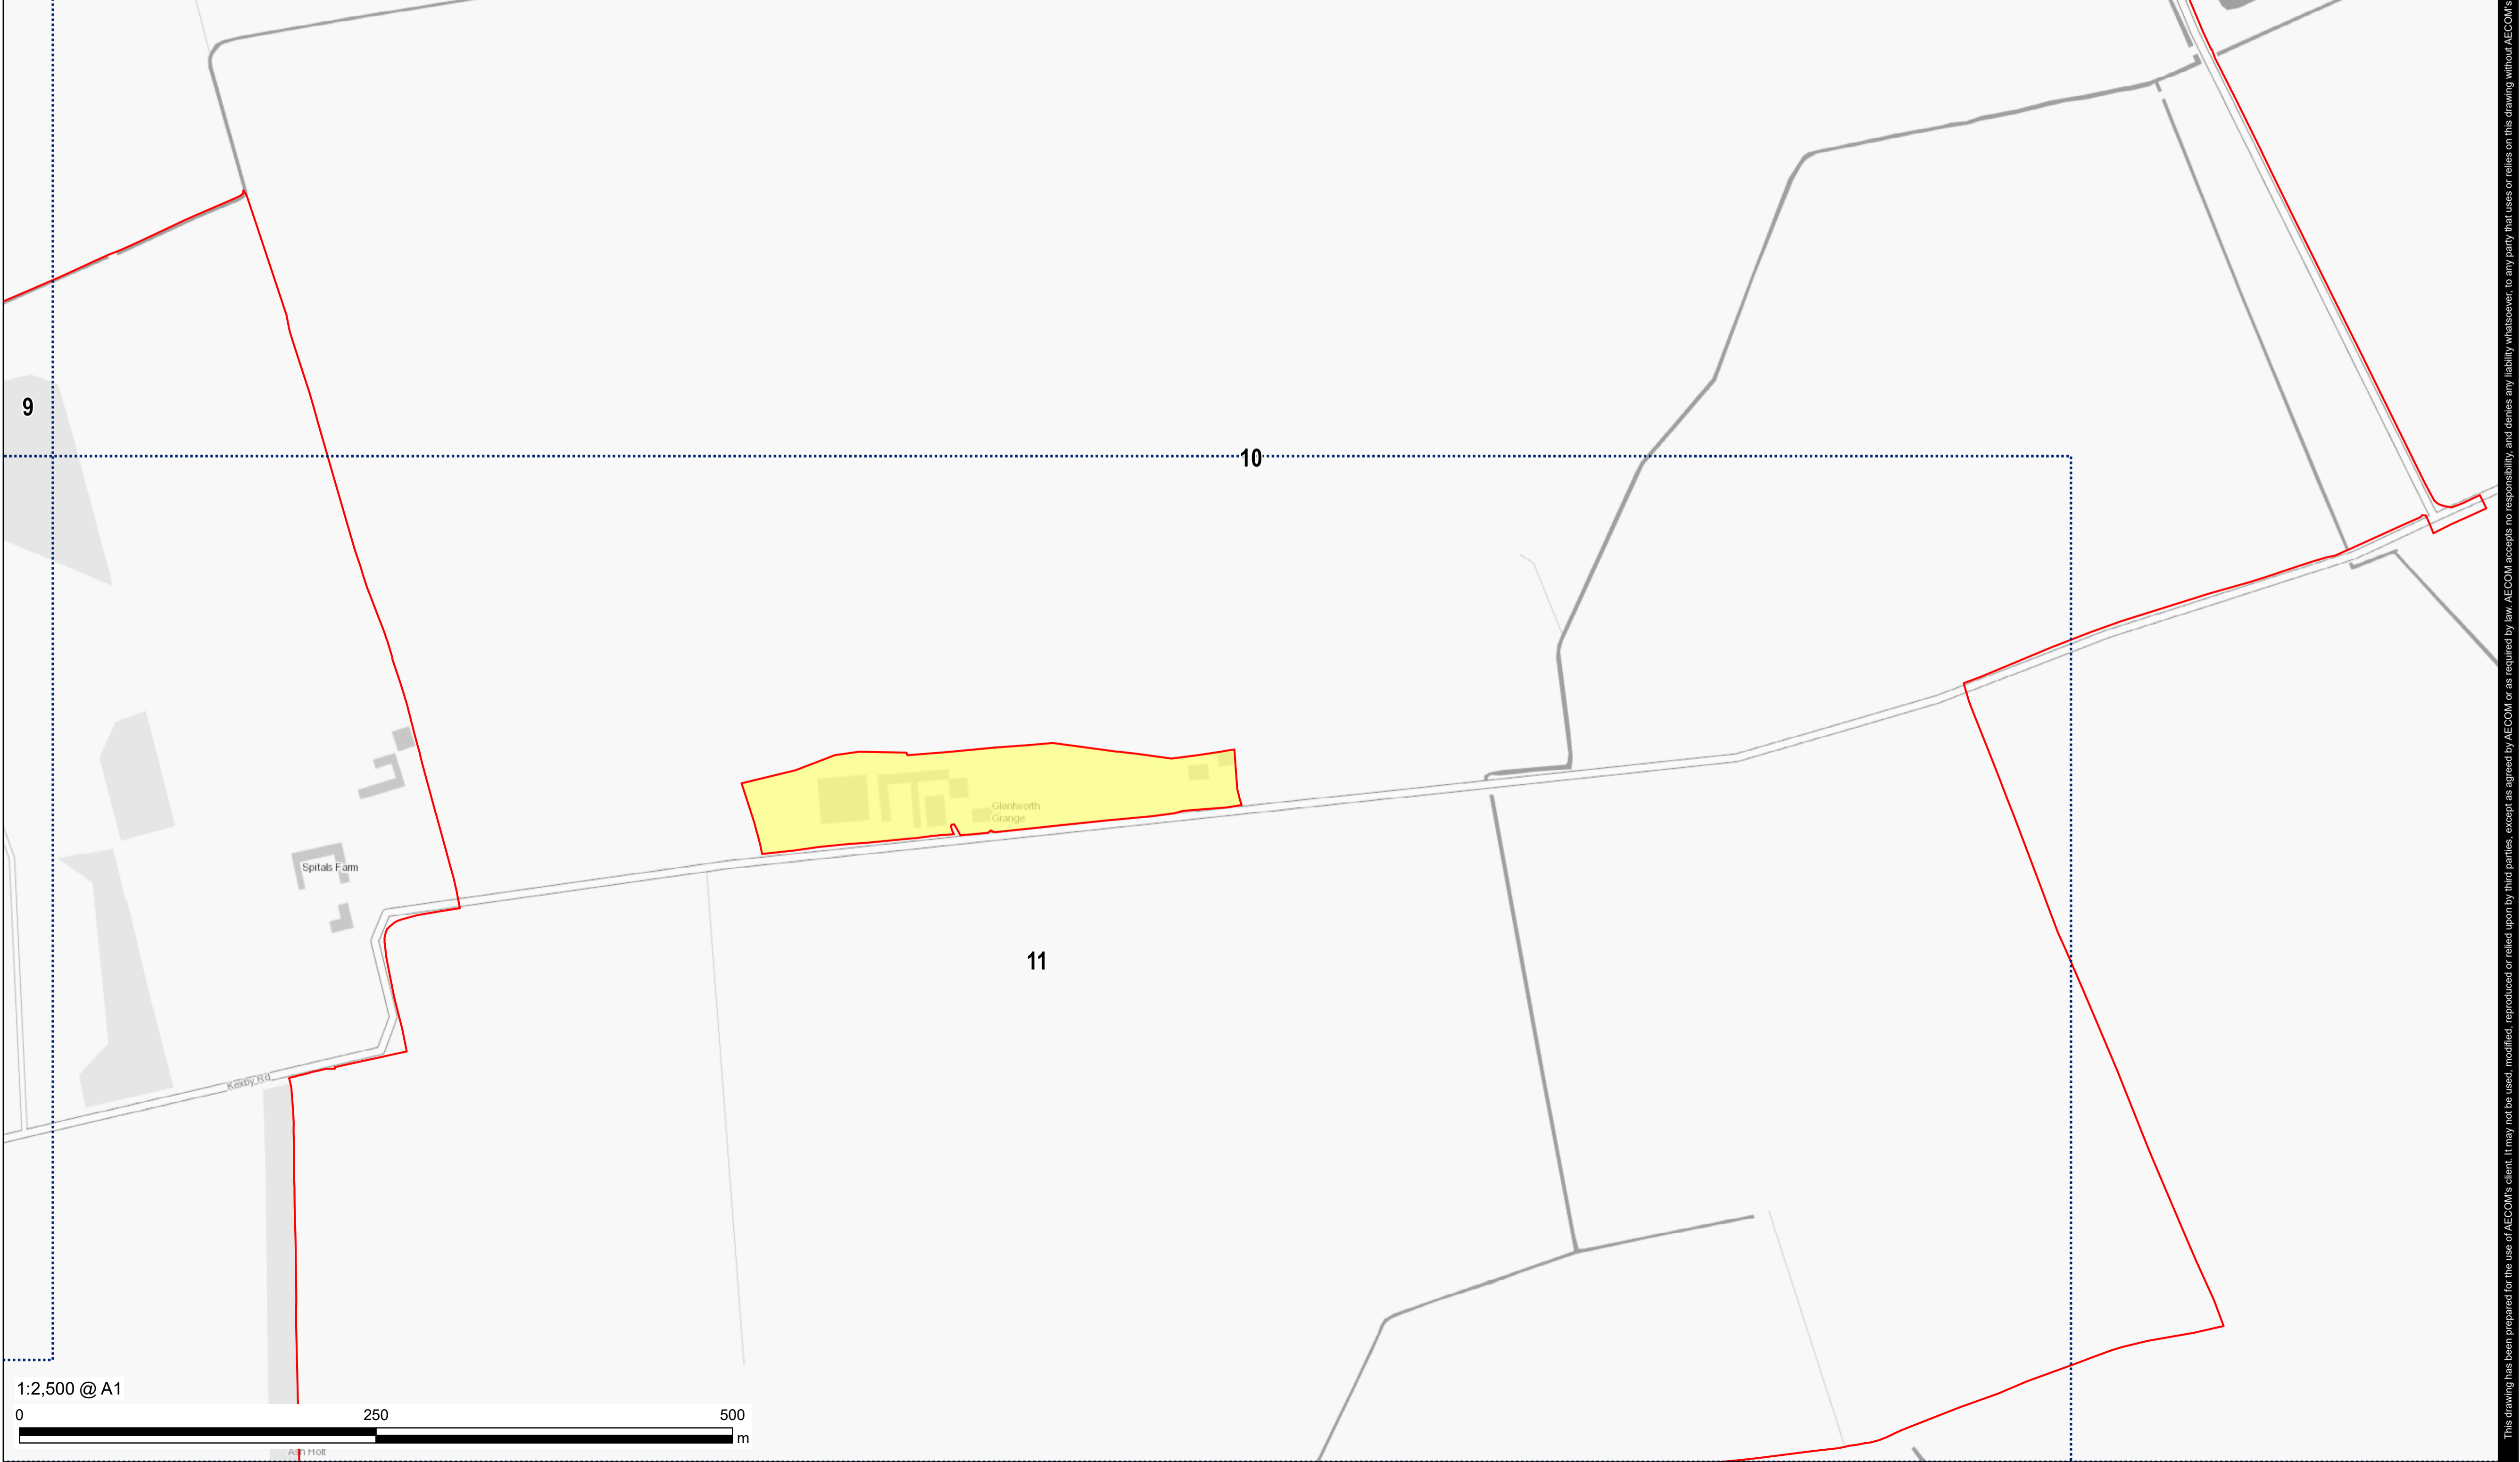 9
10
Glentworth
Grange
Spitals Farm
11
Kexby Rd
1:2,500 @ A1
0 250 500
m
Ash Holt
This drawing has been prepared for the use of AECOM's client. It may not be used, modified, reproduced or relied upon by third parties, except as agreed by AECOM or as required by law. AECOM accepts no responsibility, and denies any liability whatsoever, to any party that uses or relies on this drawing without AECOM's